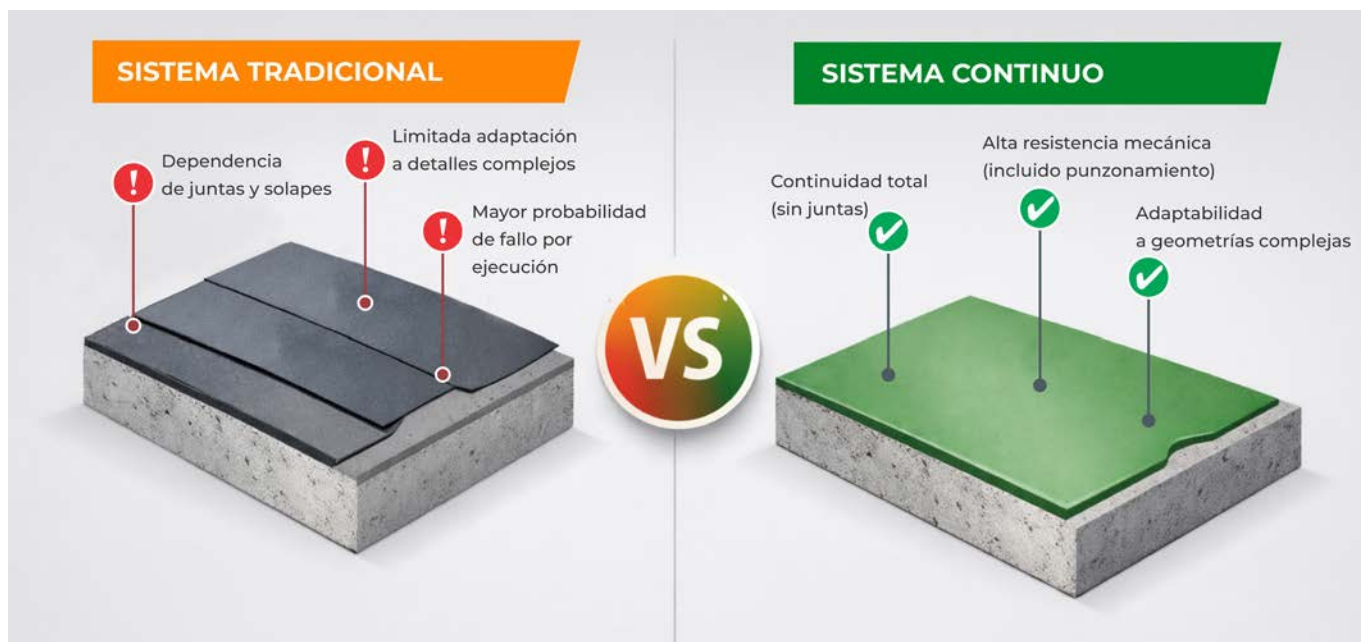 SISTEMA TRADICIONAL
Dependencia
de juntas y solapes
Limitada adaptación
a detalles complejos
Mayor probabilidad
de fallo por
ejecución
VS
SISTEMA CONTINUO
Continuidad total
(sin juntas)
Alta resistencia mecánica
(incluido punzonamiento)
Adaptabilidad
a geometrías complejas